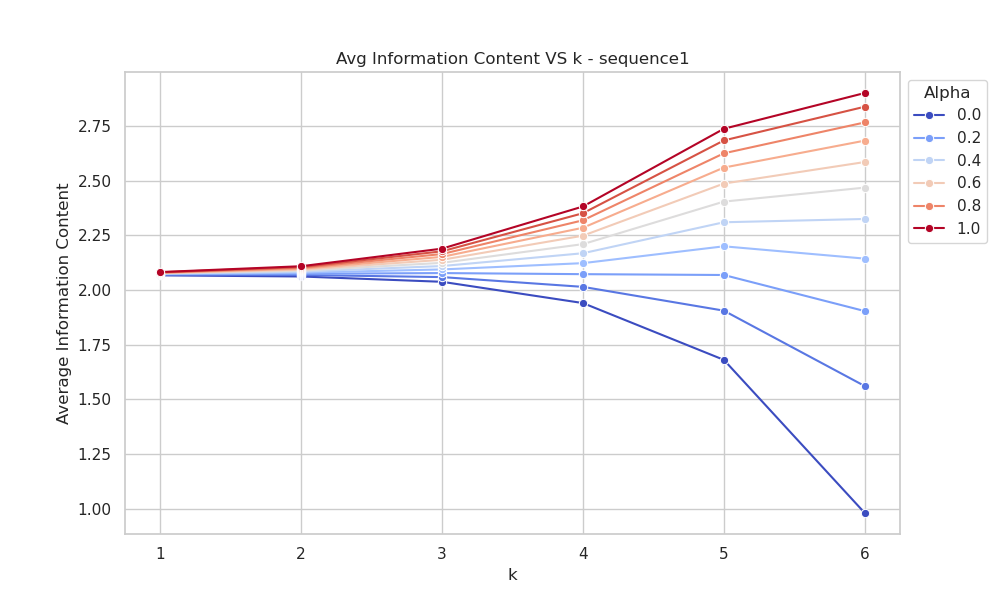 Avg Information Content VS k - sequence1
Average Information Content
2.75
2.50
2.25
2.00
1.75
1.50
1.25
1.00
1 2 3 4 5 6
k
Alpha
0.0
0.2
0.4
0.6
0.8
1.0